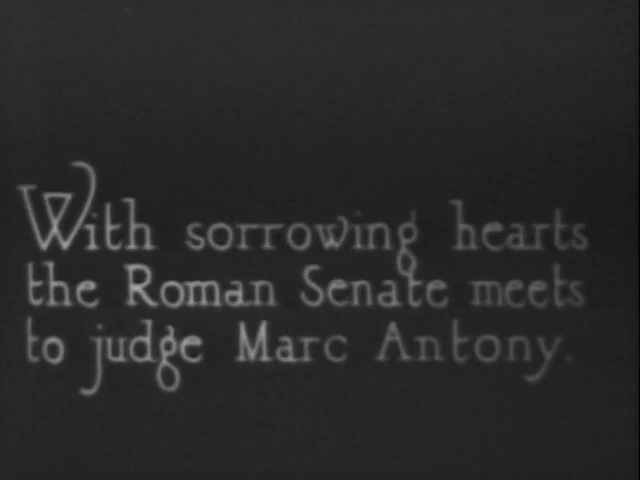 With sorrowing hearts
the Roman Senate meets
to judge Marc Antony.